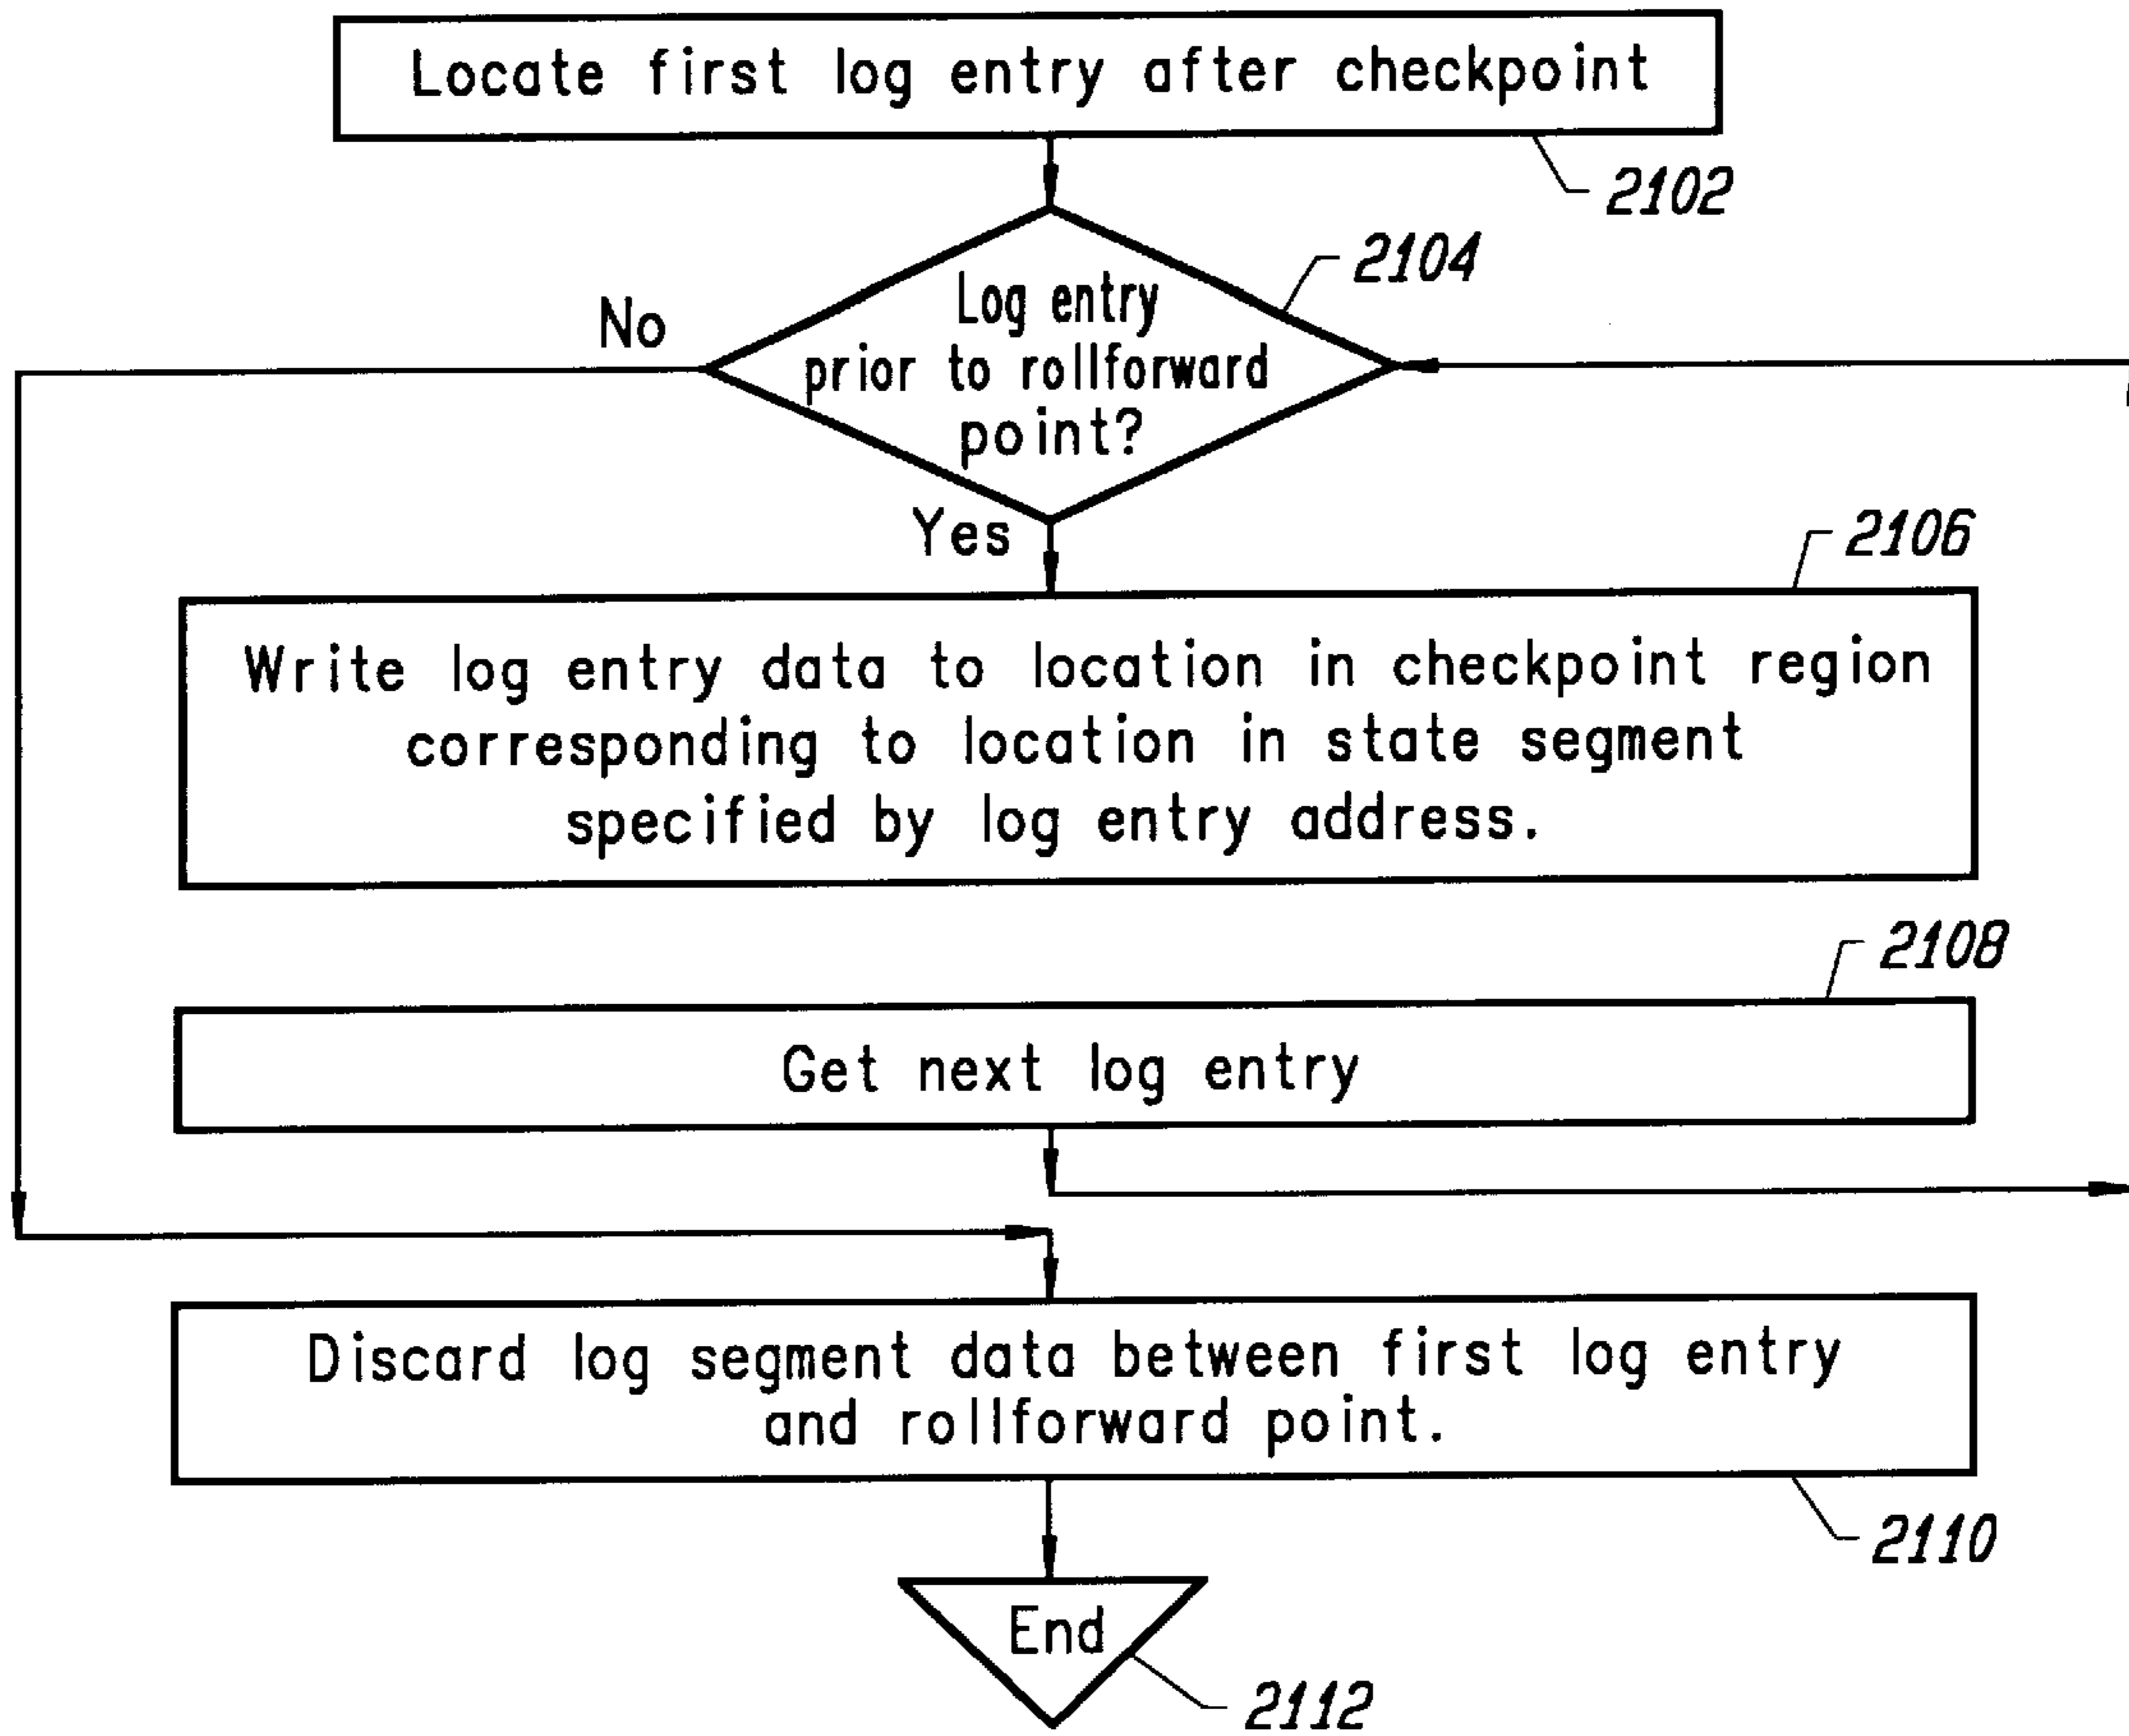 Locate first log entry after checkpoint
2102
2104
No
Log entry
prior to rollforward
point?
Yes
2106
Write log entry data to location in checkpoint region
corresponding to location in state segment
specified by log entry address.
2108
Get next log entry
Discard log segment data between first log entry
and rollforward point.
2110
End
2112